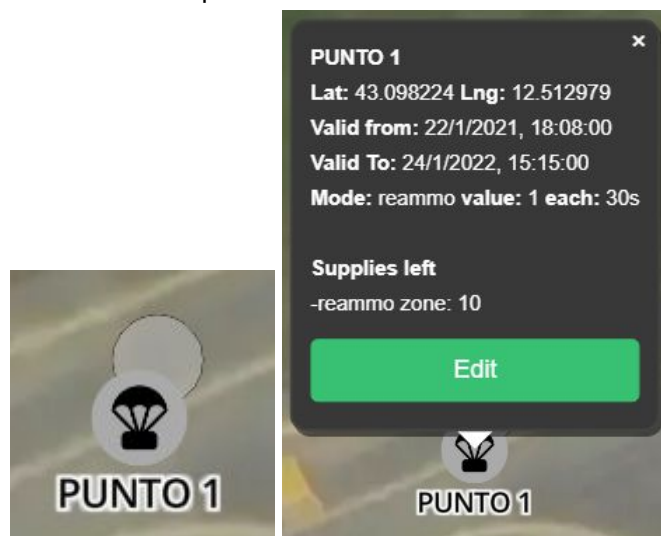 PUNTO 1
PUNTO 1
×
Lat: 43.098224 Lng: 12.512979
Valid from: 22/1/2021, 18:08:00
Valid To: 24/1/2022, 15:15:00
Mode: reammo value: 1 each: 30s
Supplies left
-reammo zone: 10
Edit
PUNTO 1